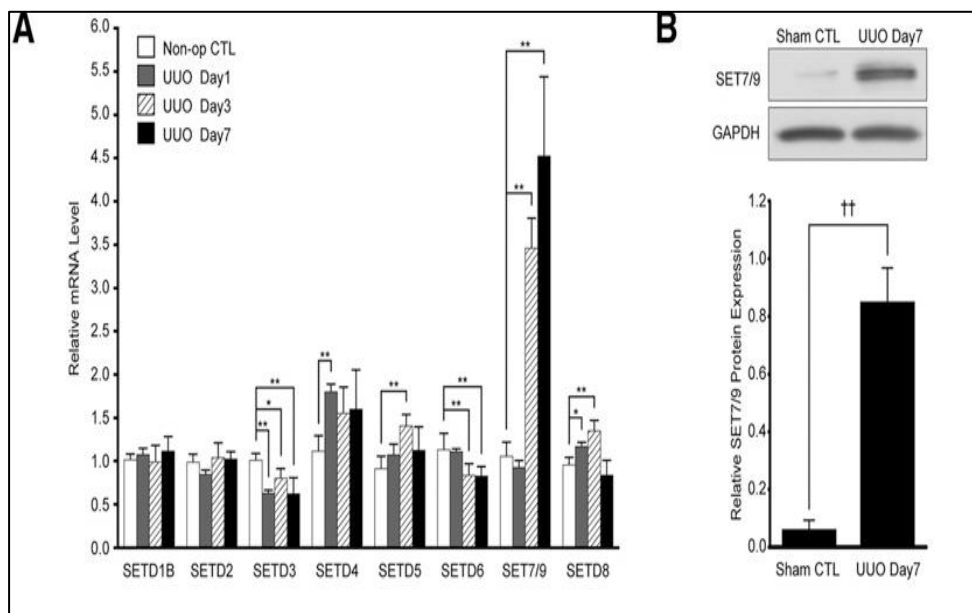 A
Relative mRNA Level
6.0
5.5
5.0
4.5
4.0
3.5
3.0
2.5
2.0
1.5
1.0
0.5
0.0
Non-op CTL
UUO Day1
UUO Day3
UUO Day7
**
**
**
*
**
**
**
**
**
*
**
SETD1B SETD2 SETD3 SETD4 SETD5 SETD6 SET7/9 SETD8
B
Sham CTL UUO Day7
SET7/9
GAPDH
Relative SET7/9 Protein Expression
1.2
1.0
0.8
0.6
0.4
0.2
0.0
††
Sham CTL UUO Day7